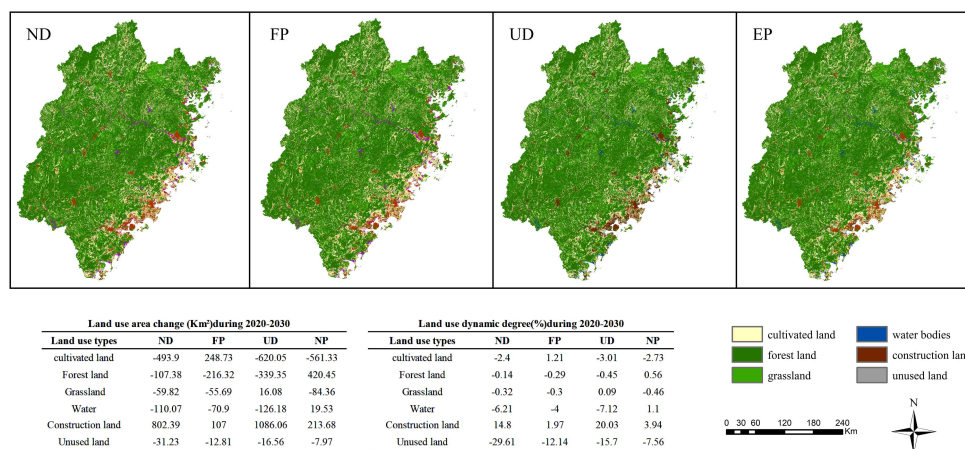 ND FP UD EP
Land use area change (Km²)during 2020-2030
Land use types ND FP UD NP
cultivated land -493.9 248.73 -620.05 -561.33
Forest land -107.38 -216.32 -339.35 420.45
Grassland -59.82 -55.69 16.08 -84.36
Water -110.07 -70.9 -126.18 19.53
Construction land 802.39 107 1086.06 213.68
Unused land -31.23 -12.81 -16.56 -7.97
Land use dynamic degree(%)during 2020-2030
Land use types ND FP UD NP
cultivated land -2.4 1.21 -3.01 -2.73
Forest land -0.14 -0.29 -0.45 0.56
Grassland -0.32 -0.3 0.09 -0.46
Water -6.21 -4 -7.12 1.1
Construction land 14.8 1.97 20.03 3.94
Unused land -29.61 -12.14 -15.7 -7.56
cultivated land water bodies
forest land construction land
grassland unused land
N
0 30 60 120 180 240
Km